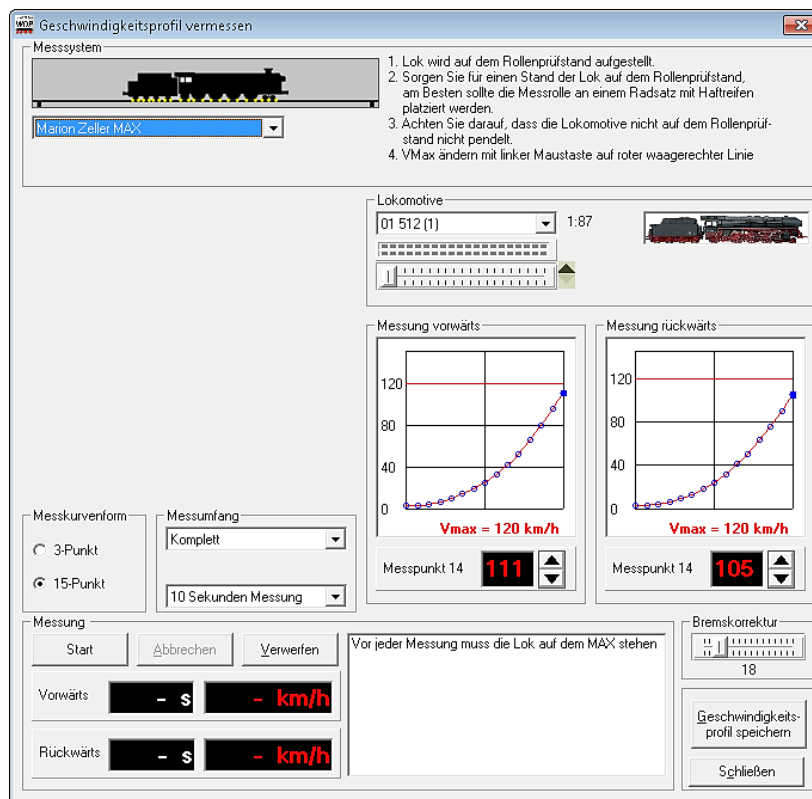 WDP Geschwindigkeitsprofil vermessen
Messsystem
Marion Zeller MAX
1. Lok wird auf dem Rollenprüfstand aufgestellt.
2. Sorgen Sie für einen Stand der Lok auf dem Rollenprüfstand,
am Besten sollte die Messrolle an einem Radsatz mit Haftreifen
platziert werden.
3. Achten Sie darauf, dass die Lokomotive nicht auf dem Rollenprüf-
stand nicht pendelt.
4. VMax ändern mit linker Maustaste auf roter waagerechter Linie
Lokomotive
01 512 (1)
1:87
Messung vorwärts
120
80
40
0
Vmax = 120 km/h
Messpunkt 14
111
Messung rückwärts
120
80
40
0
Vmax = 120 km/h
Messpunkt 14
105
Messkurvenform
3-Punkt
15-Punkt
Messumfang
Komplett
10 Sekunden Messung
Messung
Start
Abbrechen
Verwerfen
Vorwärts
- s
- km/h
Rückwärts
- s
- km/h
Vor jeder Messung muss die Lok auf dem MAX stehen
Bremskorrektur
18
Geschwindigkeits-
profil speichern
Schließen